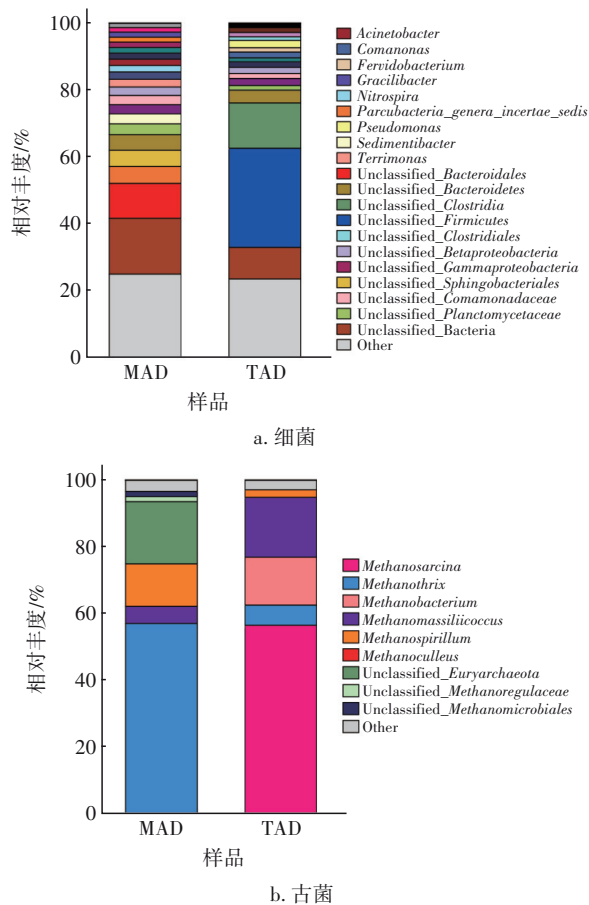 100
80
60
40
20
0
相对丰度/%
MAD
TAD
样品
Acinetobacter
Comanonas
Fervidobacterium
Gracilibacter
Nitrospira
Parcubacteria_genera_incertae_sedis
Pseudomonas
Sedimentibacter
Terrimonas
Unclassified_Bacteroidales
Unclassified_Bacteroidetes
Unclassified_Clostridia
Unclassified_Firmicutes
Unclassified_Clostridiales
Unclassified_Betaproteobacteria
Unclassified_Gammaproteobacteria
Unclassified_Sphingobacteriales
Unclassified_Comamonadaceae
Unclassified_Planctomycetaceae
Unclassified_Bacteria
Other
a. 细菌
100
80
60
40
20
0
相对丰度/%
MAD
TAD
样品
Methanosarcina
Methanothrix
Methanobacterium
Methanomassiliicoccus
Methanospirillum
Methanoculleus
Unclassified_Euryarchaeota
Unclassified_Methanoregulaceae
Unclassified_Methanomicrobiales
Other
b. 古菌